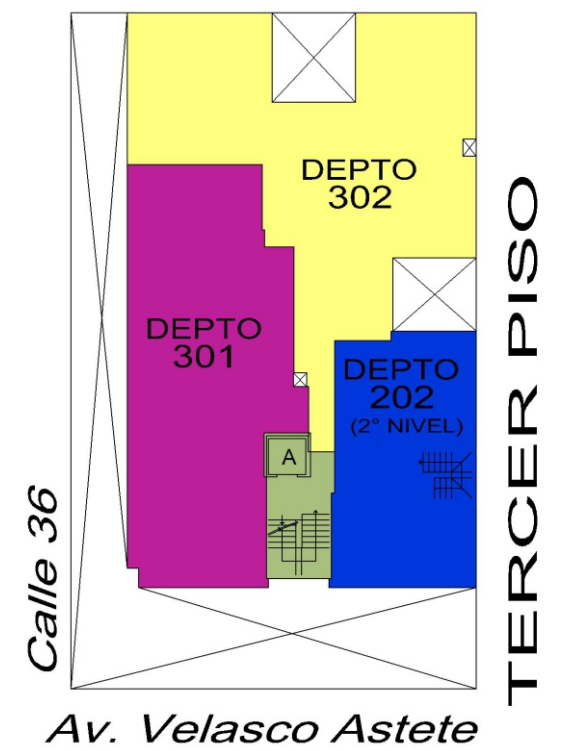 DEPTO
302
DEPTO
301
DEPTO
202
(2° NIVEL)
A
TERCER PISO
Calle 36
Av. Velasco Astete